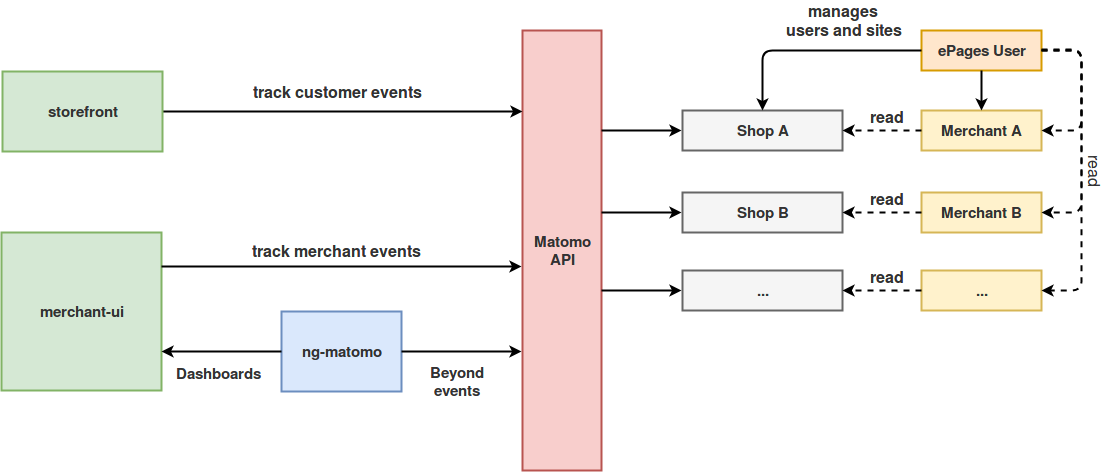 manages
users and sites
ePages User
storefront
track customer events
Shop A
read
Merchant A
read
Shop B
read
Merchant B
Matomo
API
track merchant events
merchant-ui
...
read
...
ng-matomo
Dashboards
Beyond
events